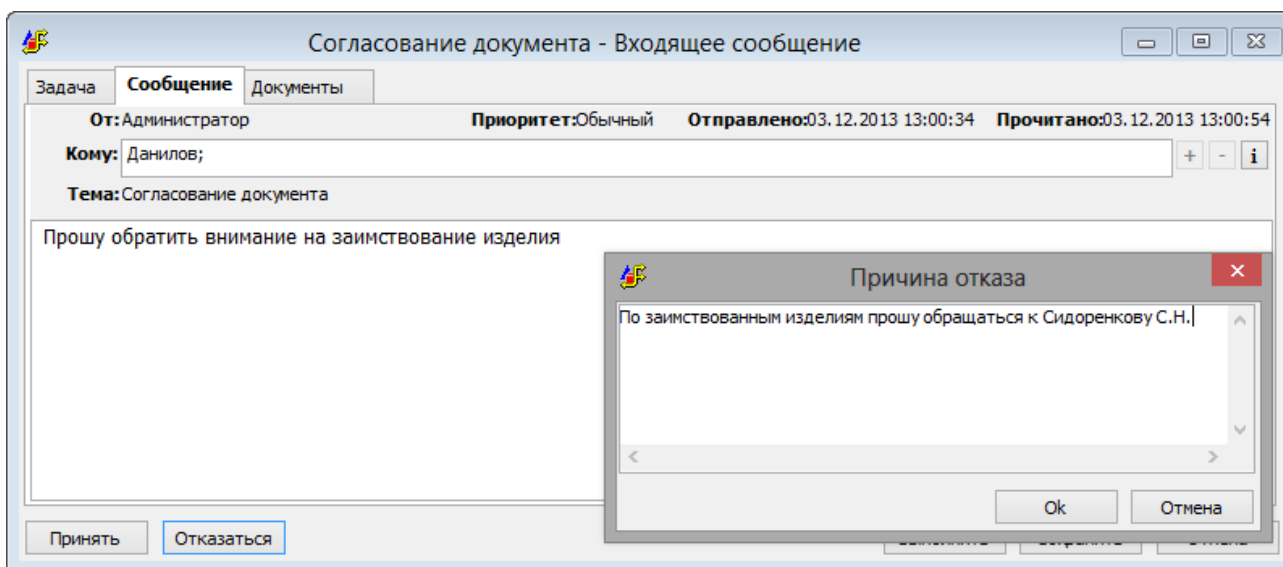 Согласование документа - Входящее сообщение
Задача Сообщение Документы
От: Администратор Приоритет: Обычный Отправлено: 03.12.2013 13:00:34 Прочитано: 03.12.2013 13:00:54
Кому: Данилов; + - i
Тема: Согласование документа
Прошу обратить внимание на заимствование изделия
Причина отказа
По заимствованным изделиям прошу обращаться к Сидоренкову С.Н.
Ok Отмена
Принять Отказаться